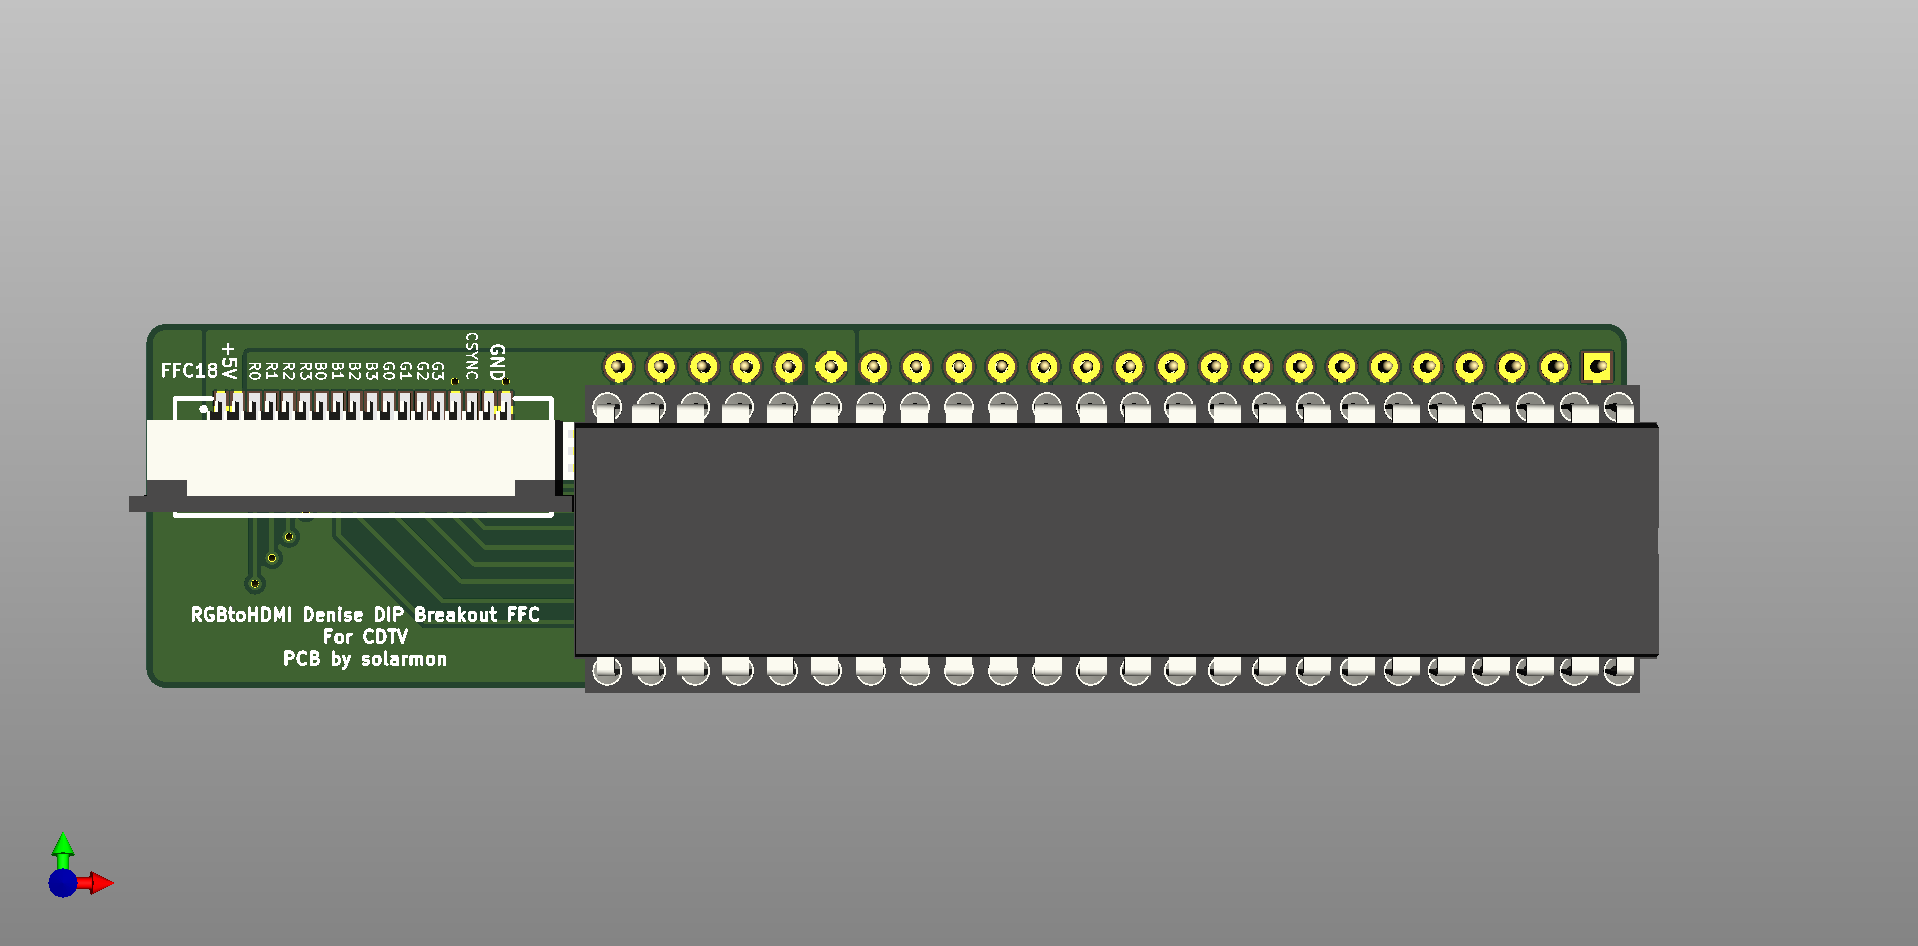 FFC18
+5V
R0
R1
R2
R3
B0
B1
B2
B3
G0
G1
G2
G3
CSYNC
GND
RGBtoHDMI Denise DIP Breakout FFC
For CDTV
PCB by solarmon